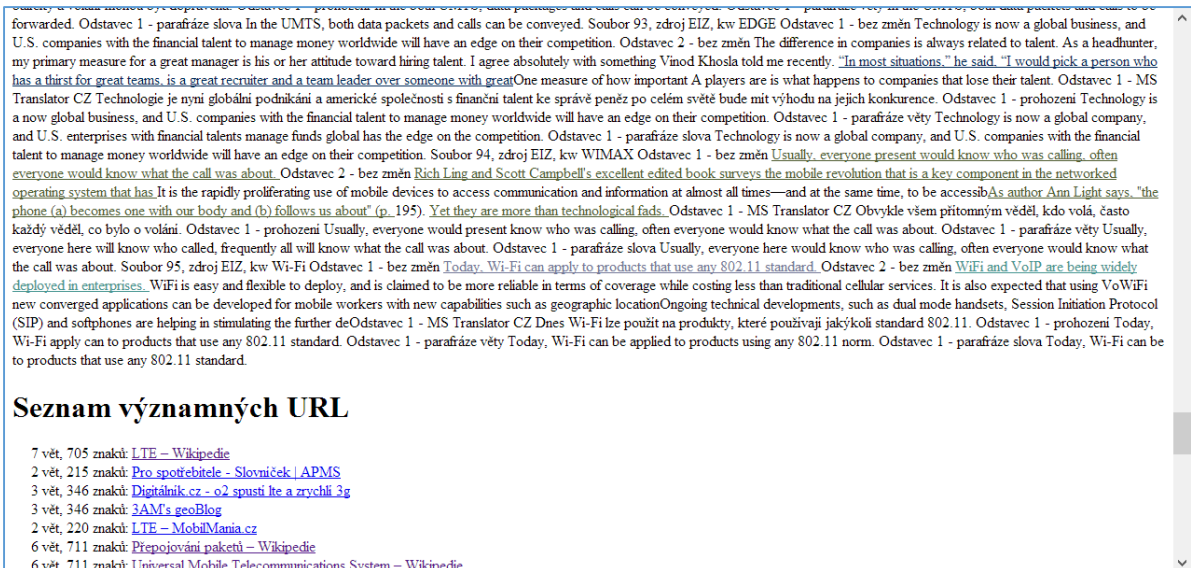 forwarded. Odstavec 1 - parafráze slova In the UMTS, both data packets and calls can be conveyed. Soubor 93, zdroj EIZ, kw EDGE Odstavec 1 - bez změn Technology is now a global business, and
U.S. companies with the financial talent to manage money worldwide will have an edge on their competition. Odstavec 2 - bez změn The difference in companies is always related to talent. As a headhunter,
my primary measure for a great manager is his or her attitude toward hiring talent. I agree absolutely with something Vinod Khosla told me recently. “In most situations.” he said. “I would pick a person who
has a thirst for great teams, is a great recruiter and a team leader over someone with greatOne measure of how important A players are is what happens to companies that lose their talent. Odstavec 1 - MS
Translator CZ Technologie je nyní globální podnikání a americké společnosti s finanční talent ke správě peněz po celém světě bude mít výhodu na jejich konkurence. Odstavec 1 - prohození Technology is
a now global business, and U.S. companies with the financial talent to manage money worldwide will have an edge on their competition. Odstavec 1 - parafráze věty Technology is now a global company,
and U.S. enterprises with financial talents manage funds global has the edge on the competition. Odstavec 1 - parafráze slova Technology is now a global company, and U.S. companies with the financial
talent to manage money worldwide will have an edge on their competition. Soubor 94, zdroj EIZ, kw WIMAX Odstavec 1 - bez změn Usually, everyone present would know who was calling, often
everyone would know what the call was about. Odstavec 2 - bez změn Rich Ling and Scott Campbell's excellent edited book surveys the mobile revolution that is a key component in the networked
operating system that has It is the rapidly proliferating use of mobile devices to access communication and information at almost all times—and at the same time, to be accessibAs author Ann Light says, "the
phone (a) becomes one with our body and (b) follows us about" (p. 195). Yet they are more than technological fads. Odstavec 1 - MS Translator CZ Obvykle všem přítomným věděl, kdo volá, často
každý věděl, co bylo o volání. Odstavec 1 - prohození Usually, everyone would present know who was calling, often everyone would know what the call was about. Odstavec 1 - parafráze věty Usually,
everyone here will know who called, frequently all will know what the call was about. Odstavec 1 - parafráze slova Usually, everyone here would know who was calling, often everyone would know what
the call was about. Soubor 95, zdroj EIZ, kw Wi-Fi Odstavec 1 - bez změn Today, Wi-Fi can apply to products that use any 802.11 standard. Odstavec 2 - bez změn WiFi and VoIP are being widely
deployed in enterprises. WiFi is easy and flexible to deploy, and is claimed to be more reliable in terms of coverage while costing less than traditional cellular services. It is also expected that using VoWiFi
new converged applications can be developed for mobile workers with new capabilities such as geographic locationOngoing technical developments, such as dual mode handsets, Session Initiation Protocol
(SIP) and softphones are helping in stimulating the further deOdstavec 1 - MS Translator CZ Dnes Wi-Fi lze použít na produkty, které používají jakýkoli standard 802.11. Odstavec 1 - prohození Today,
Wi-Fi apply can to products that use any 802.11 standard. Odstavec 1 - parafráze věty Today, Wi-Fi can be applied to products using any 802.11 norm. Odstavec 1 - parafráze slova Today, Wi-Fi can be
to products that use any 802.11 standard.
Seznam významných URL
7 vět, 705 znaků: LTE – Wikipedie
2 vět, 215 znaků: Pro spotřebitele - Slovníček | APMS
3 vět, 346 znaků: Digitálnik.cz - o2 spustí lte a zrychlí 3g
3 vět, 346 znaků: 3AM's geoBlog
2 vět, 220 znaků: LTE – MobilMania.cz
6 vět, 711 znaků: Přepojování paketů – Wikipedie
6 vět, 711 znaků: Universal Mobile Telecommunications System – Wikipedie